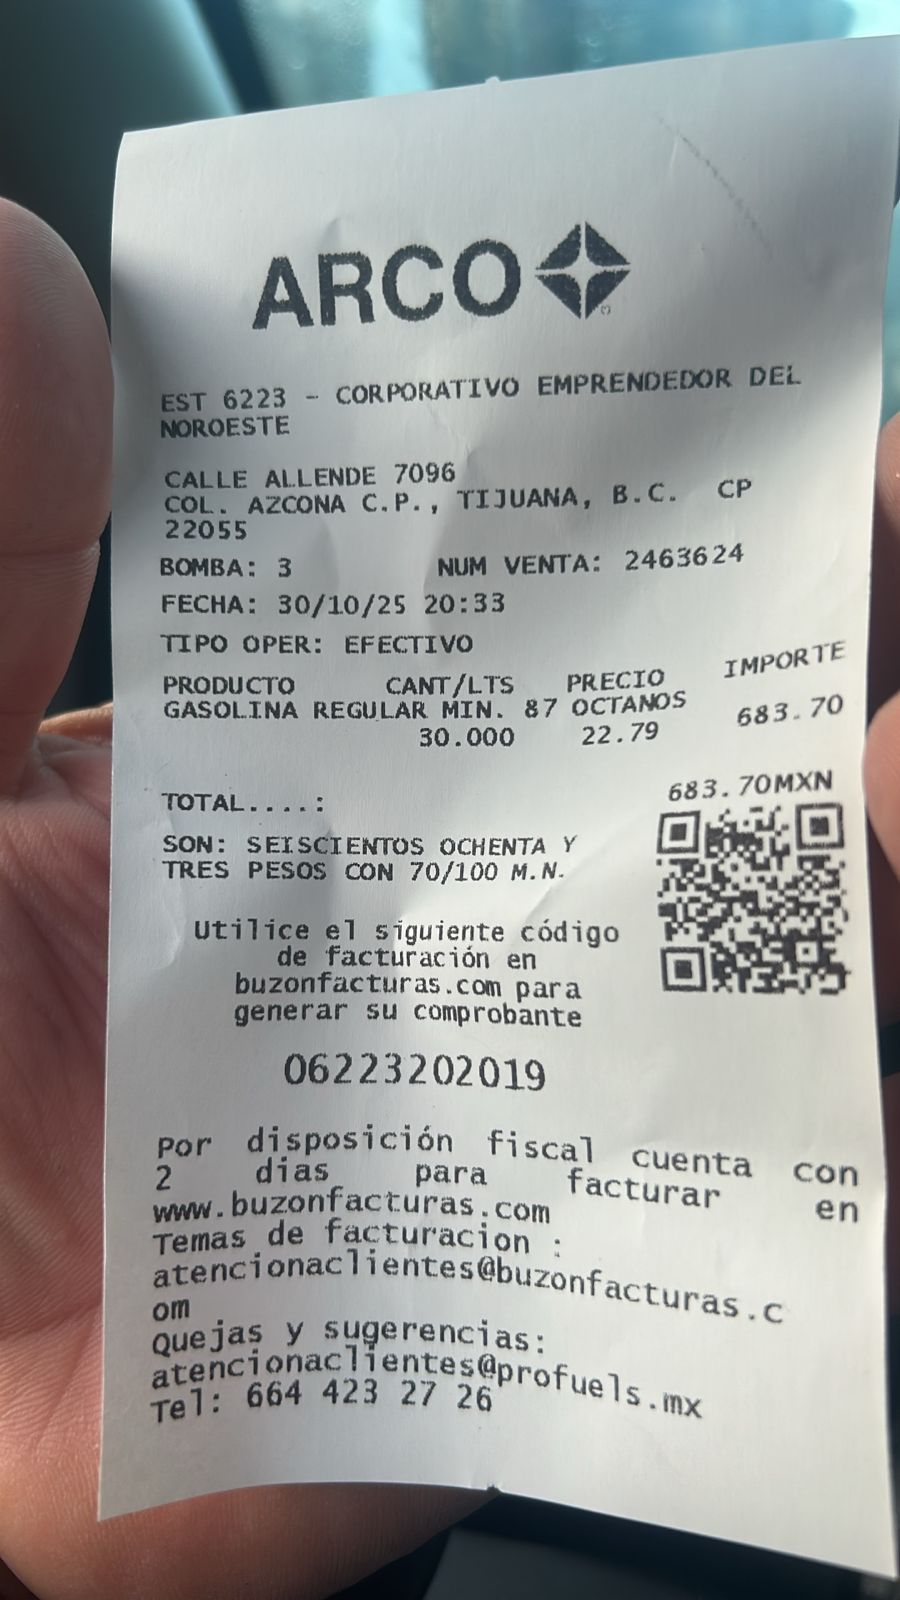 ARCO
EST 6223 - CORPORATIVO EMPRENDEDOR DEL
NOROESTE
CALLE ALLENDE 7096
COL. AZCONA C.P., TIJUANA, B.C. CP
22055
BOMBA: 3 NUM VENTA: 2463624
FECHA: 30/10/25 20:33
TIPO OPER: EFECTIVO
PRODUCTO CANT/LTS PRECIO IMPORTE
GASOLINA REGULAR MIN. 87 OCTANOS
30.000 22.79 683.70
TOTAL....: 683.70MXN
SON: SEISCIENTOS OCHENTA Y
TRES PESOS CON 70/100 M.N.
Utilice el siguiente código
de facturación en
buzonfacturas.com para
generar su comprobante
06223202019
Por disposición fiscal cuenta con
2 dias para facturar en
www.buzonfacturas.com
Temas de facturacion :
atencionaclientes@buzonfacturas.c
om
Quejas y sugerencias:
atencionaclientes@profuels.mx
Tel: 664 423 27 26